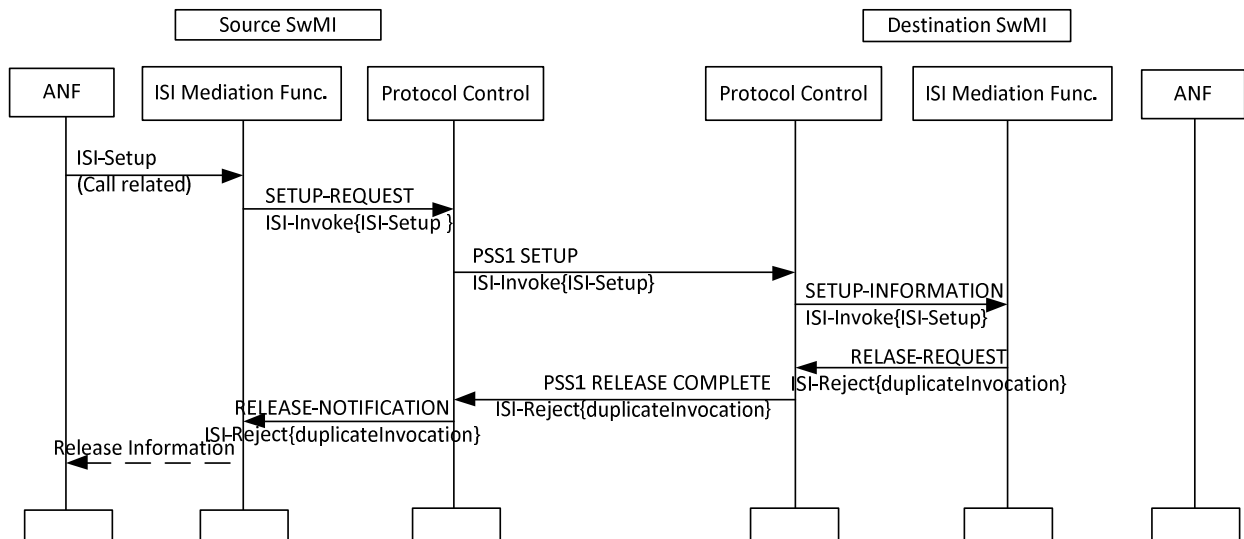 Source SwMI
Destination SwMI
ANF
ISI Mediation Func.
Protocol Control
Protocol Control
ISI Mediation Func.
ANF
ISI-Setup
(Call related)
SETUP-REQUEST
ISI-Invoke{ISI-Setup }
PSS1 SETUP
ISI-Invoke{ISI-Setup}
SETUP-INFORMATION
ISI-Invoke{ISI-Setup}
RELASE-REQUEST
ISI-Reject{duplicateInvocation}
PSS1 RELEASE COMPLETE
ISI-Reject{duplicateInvocation}
RELEASE-NOTIFICATION
ISI-Reject{duplicateInvocation}
Release Information